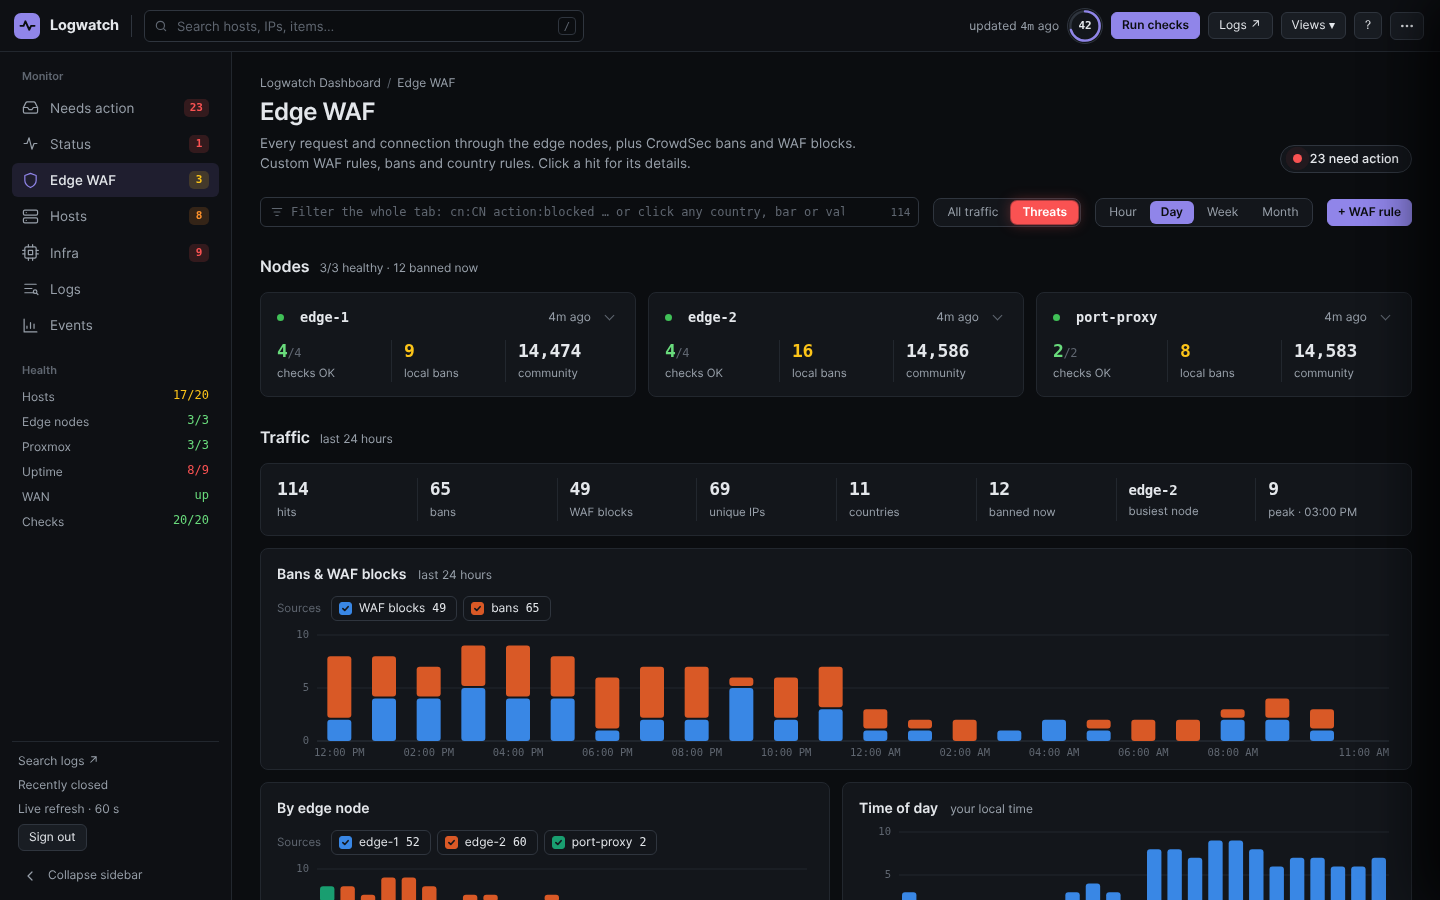 Logwatch
Search hosts, IPs, items...
/
updated 4m ago
42
Run checks
Logs ↗
Views ▾
?
···
Monitor
Needs action 23
Status 1
Edge WAF 3
Hosts 8
Infra 9
Logs
Events
Health
Hosts 17/20
Edge nodes 3/3
Proxmox 3/3
Uptime 8/9
WAN up
Checks 20/20
Search logs ↗
Recently closed
Live refresh · 60 s
Sign out
Collapse sidebar
Logwatch Dashboard / Edge WAF
Edge WAF
Every request and connection through the edge nodes, plus CrowdSec bans and WAF blocks.
Custom WAF rules, bans and country rules. Click a hit for its details.
23 need action
Filter the whole tab: cn:CN action:blocked … or click any country, bar or val
114
All traffic Threats
Hour Day Week Month
+ WAF rule
Nodes 3/3 healthy · 12 banned now
edge-1 4m ago
4/4 9 14,474
checks OK local bans community
edge-2 4m ago
4/4 16 14,586
checks OK local bans community
port-proxy 4m ago
2/2 8 14,583
checks OK local bans community
Traffic last 24 hours
114 65 49 69 11 12 edge-2 9
hits bans WAF blocks unique IPs countries banned now busiest node peak · 03:00 PM
Bans & WAF blocks last 24 hours
Sources WAF blocks 49 bans 65
10
5
0
12:00 PM 02:00 PM 04:00 PM 06:00 PM 08:00 PM 10:00 PM 12:00 AM 02:00 AM 04:00 AM 06:00 AM 08:00 AM 11:00 AM
By edge node
Sources edge-1 52 edge-2 60 port-proxy 2
10
Time of day your local time
10
5